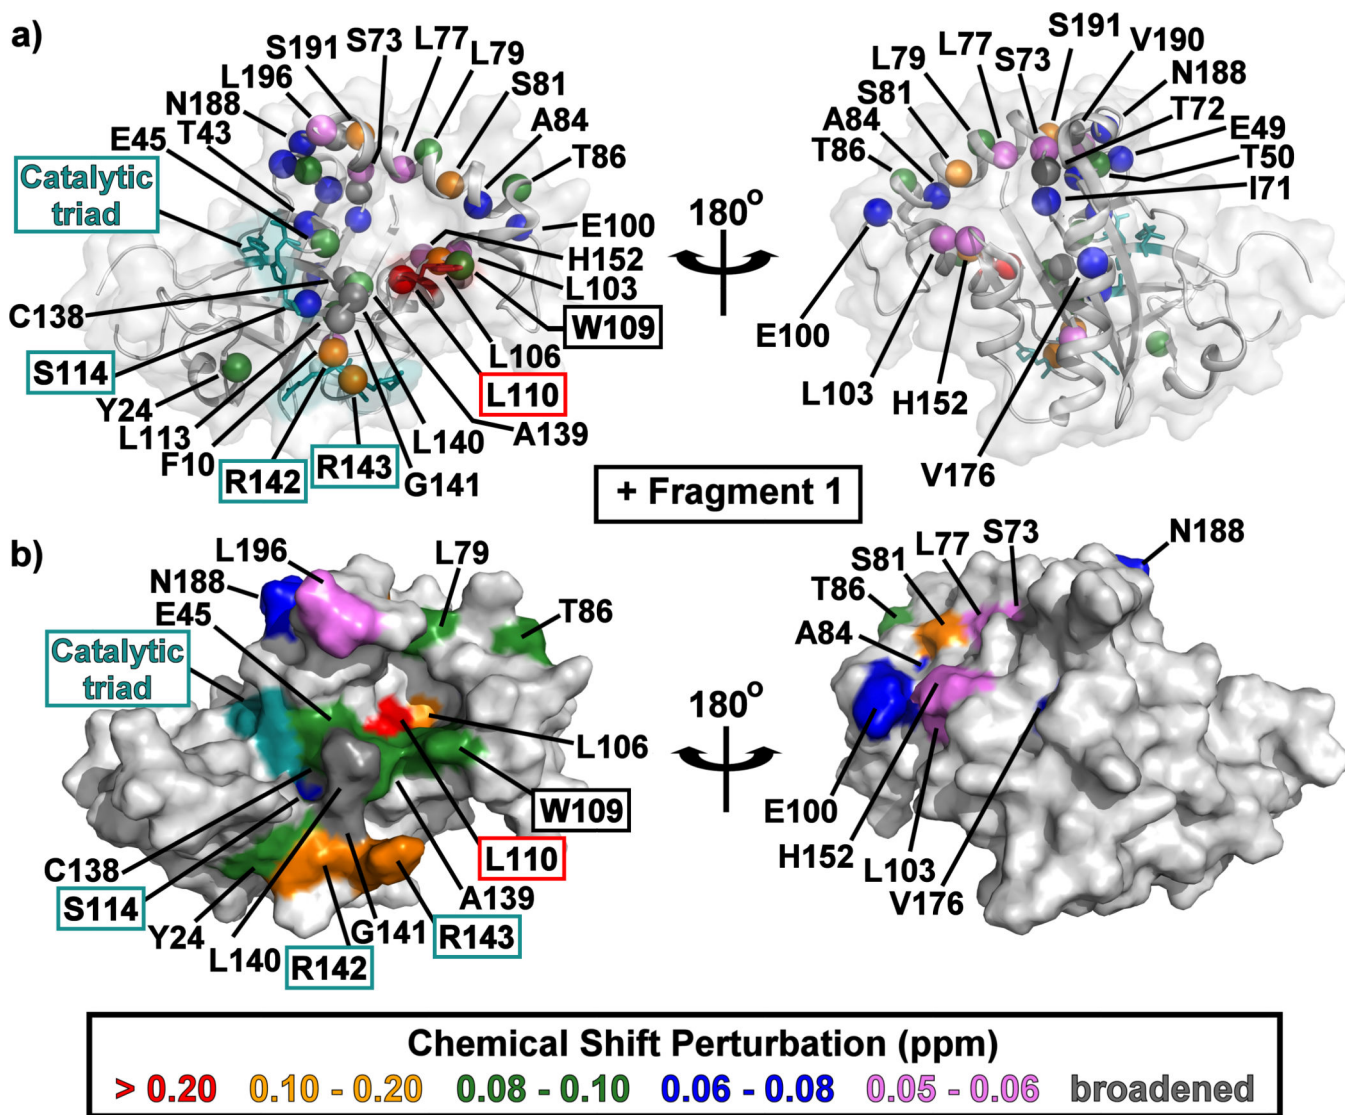 a)
S191
S73
L77
L79
L196
S81
N188
A84
T43
E45
T86
Catalytic
triad
E100
H152
L103
C138
W109
L106
S114
L110
Y24
A139
L113
L140
F10
R143
R142
G141
180°
S191
V190
L77
S73
L79
N188
S81
T72
A84
E49
T86
T50
I71
E100
L103
H152
V176
+ Fragment 1
b)
L196
L79
N188
E45
T86
Catalytic
triad
L106
W109
L110
C138
A139
S114
Y24
G141
R143
L140
R142
180°
S73
N188
L77
S81
T86
A84
E100
H152
L103
V176
Chemical Shift Perturbation (ppm)
> 0.20 0.10 - 0.20 0.08 - 0.10 0.06 - 0.08 0.05 - 0.06 broadened